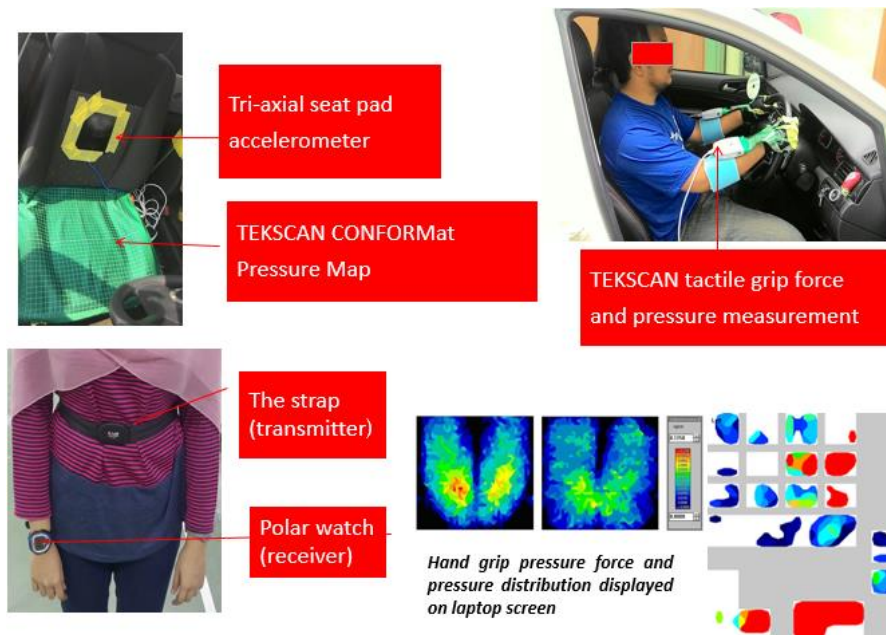 Tri-axial seat pad
accelerometer
TEKSCAN CONFORMat
Pressure Map
TEKSCAN tactile grip force
and pressure measurement
The strap
(transmitter)
Polar watch
(receiver)
Hand grip pressure force and
pressure distribution displayed
on laptop screen